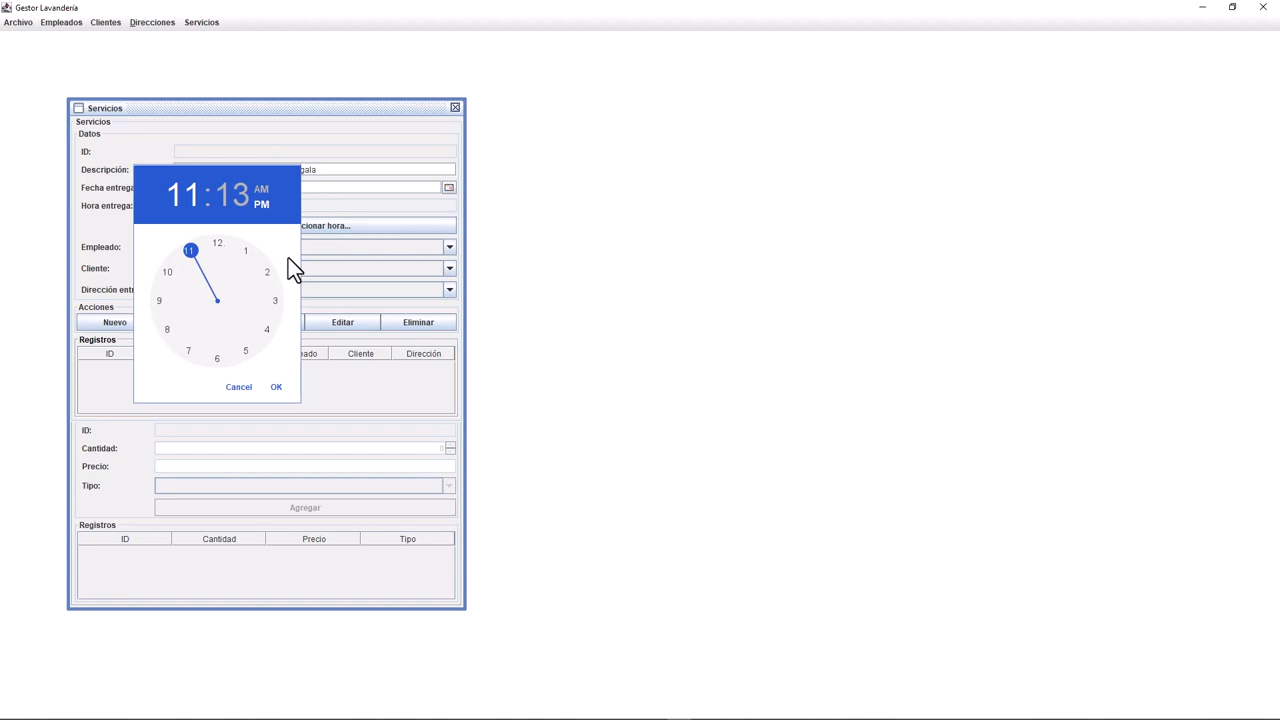 Gestor Lavandería
Archivo Empleados Clientes Direcciones Servicios
Servicios
Servicios
Datos
ID:
Descripción: gala
Fecha entrega
Hora entrega:
cionar hora...
Empleado:
Cliente:
Dirección entr
11:13 AM PM
12
11 1
10 2
9 3
8 4
7 5
6
Cancel OK
Acciones
Nuevo Editar Eliminar
Registros
ID eado Cliente Dirección
ID:
Cantidad: 0
Precio:
Tipo:
Agregar
Registros
ID Cantidad Precio Tipo